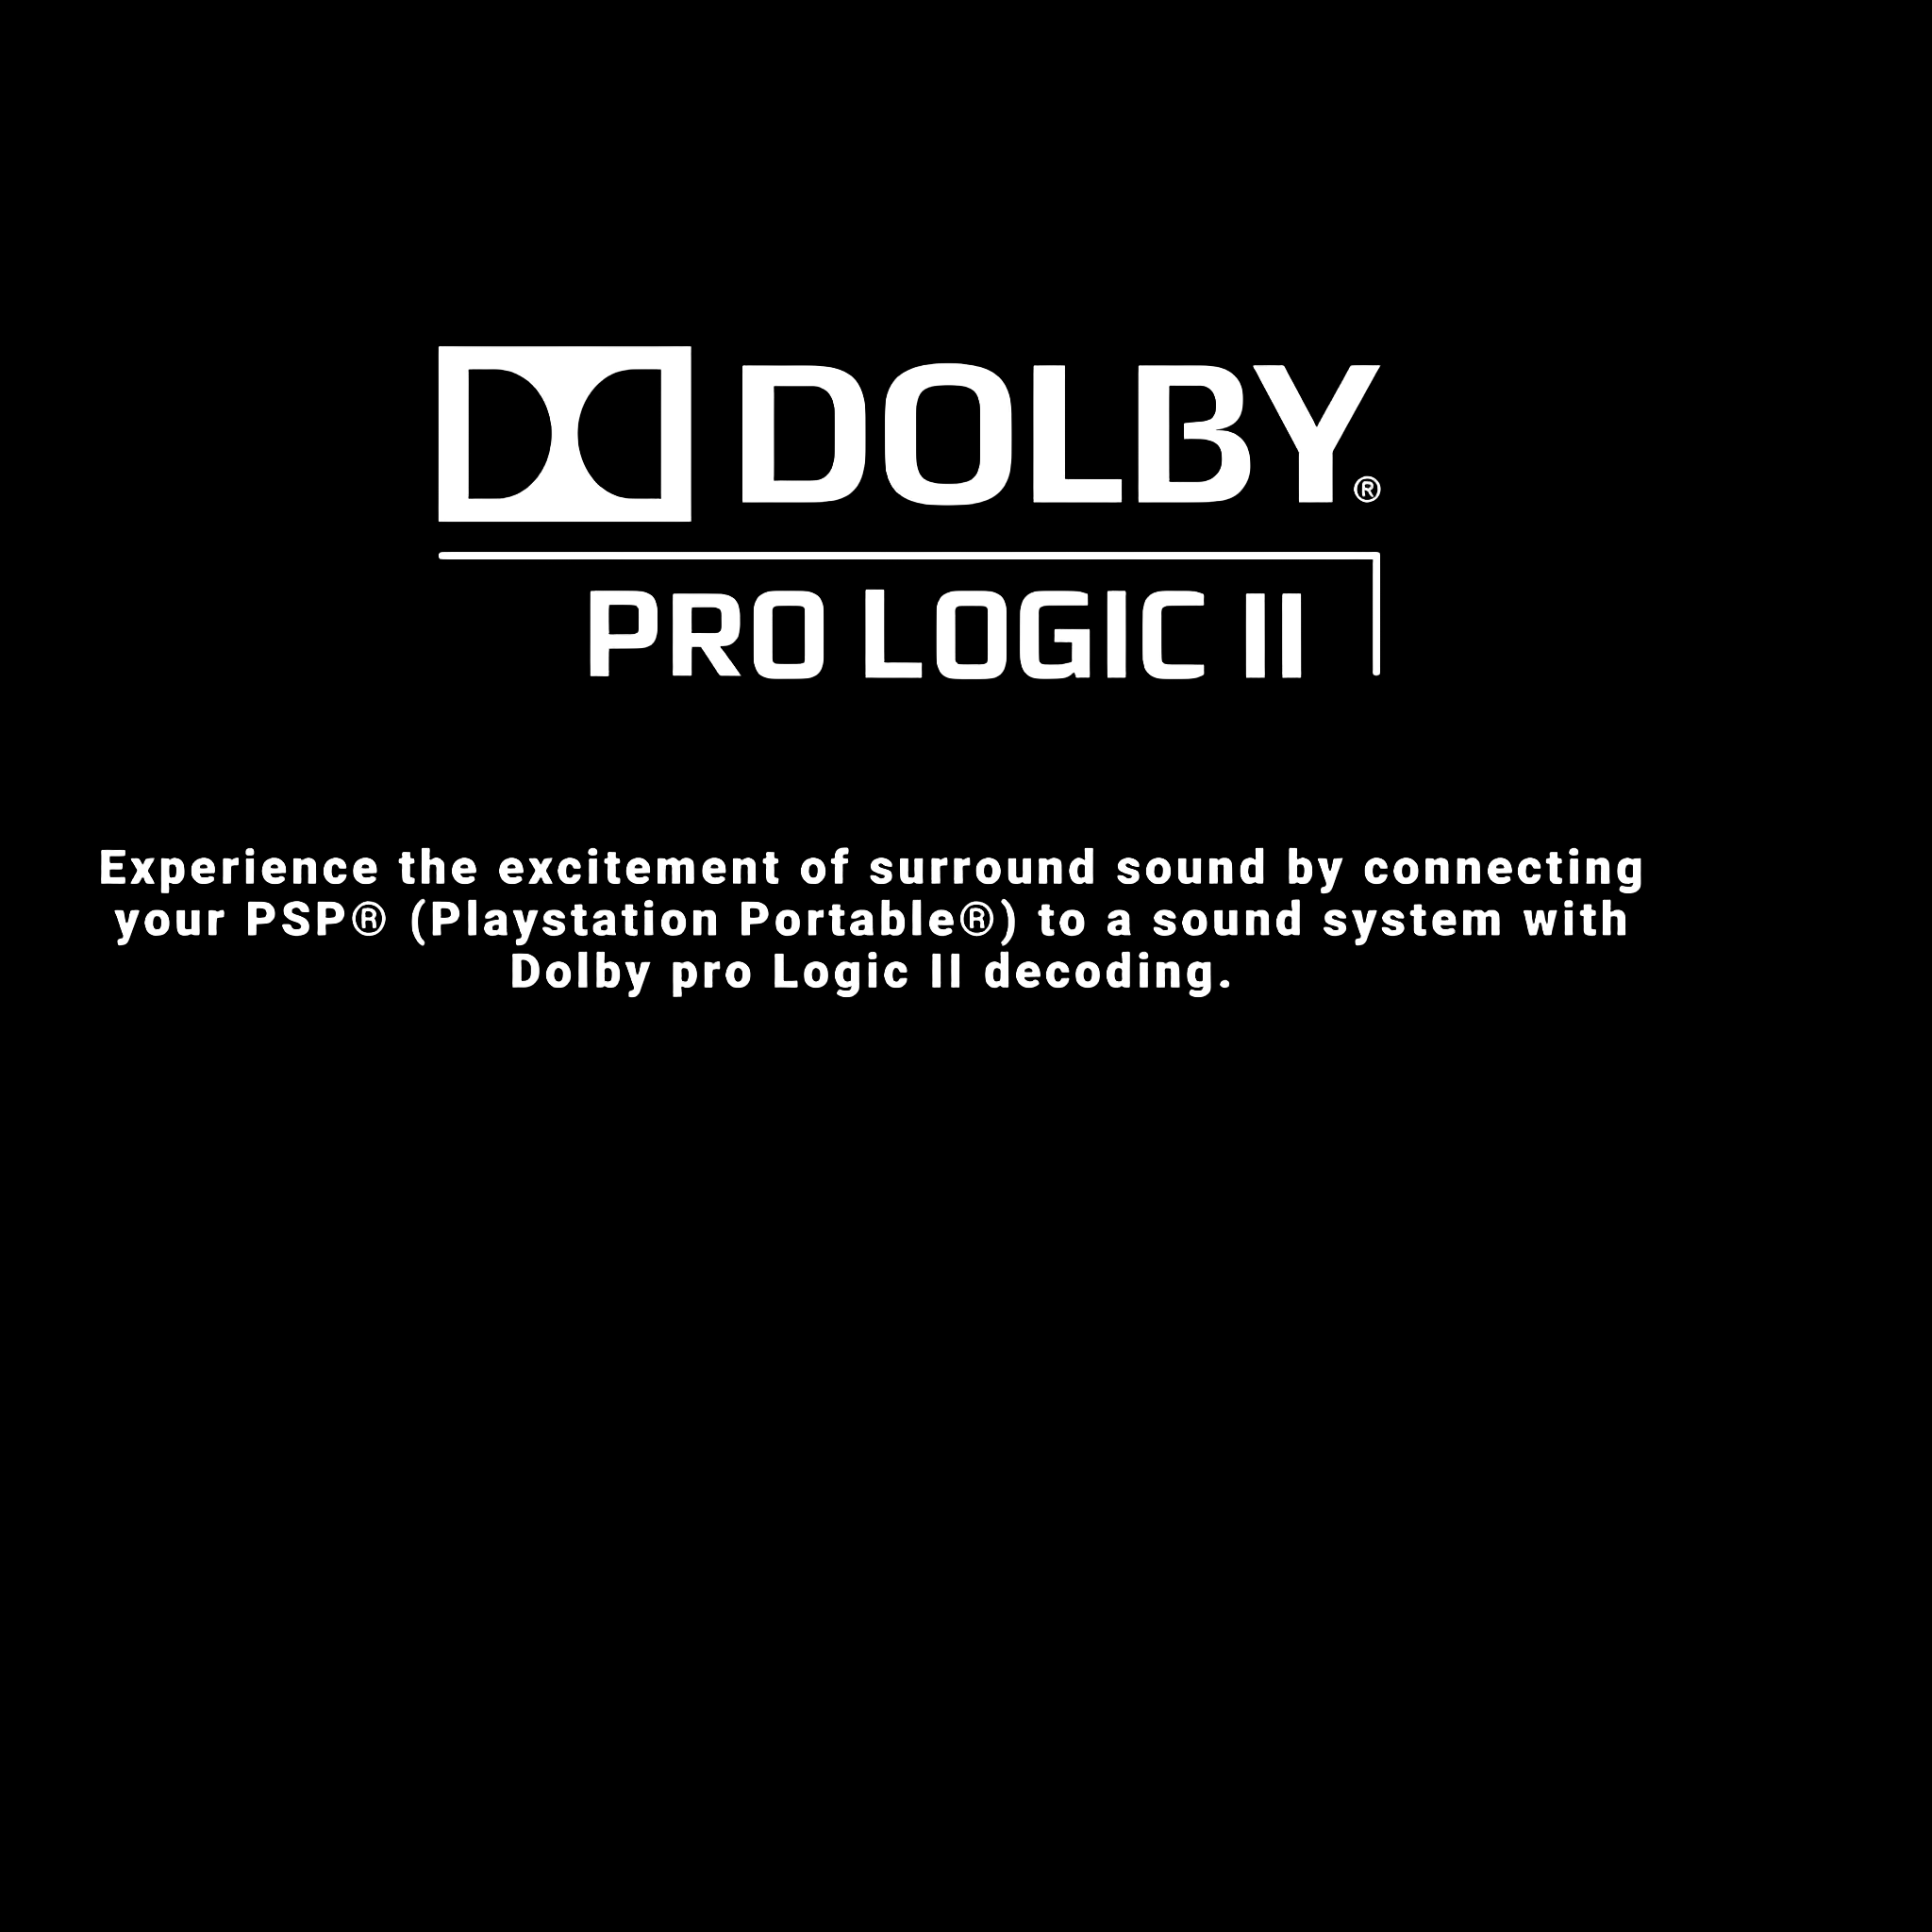 DOLBY®
PRO LOGIC II
Experience the excitement of surround sound by connecting
your PSP® (Playstation Portable®) to a sound system with
Dolby pro Logic II decoding.